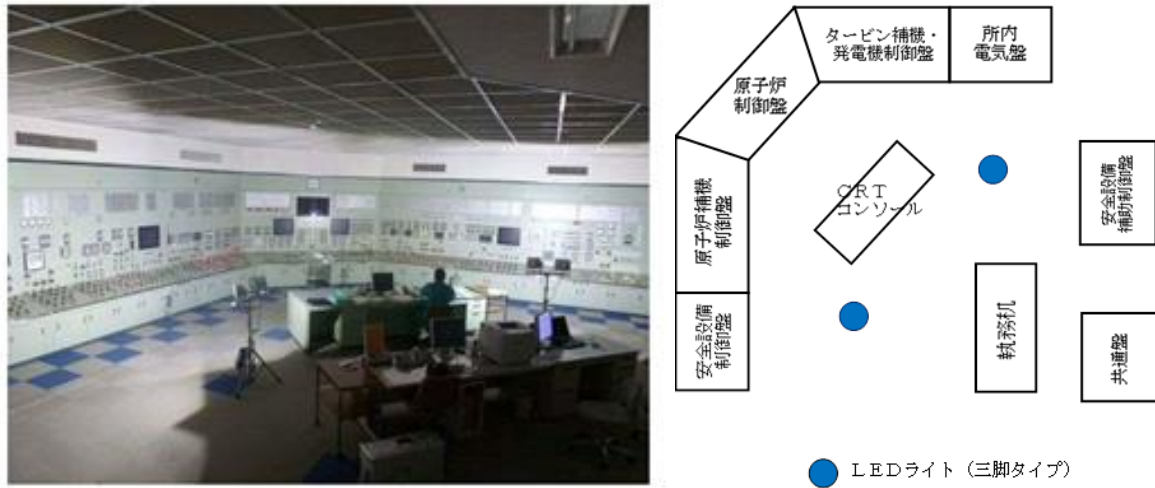 タービン補機・
発電機制御盤
所内
電気盤
原子炉
制御盤
CRT
コンソール
原子炉補機
制御盤
安全設備
補助制御盤
安全設備
制御盤
執務机
共通盤
LEDライト（三脚タイプ）